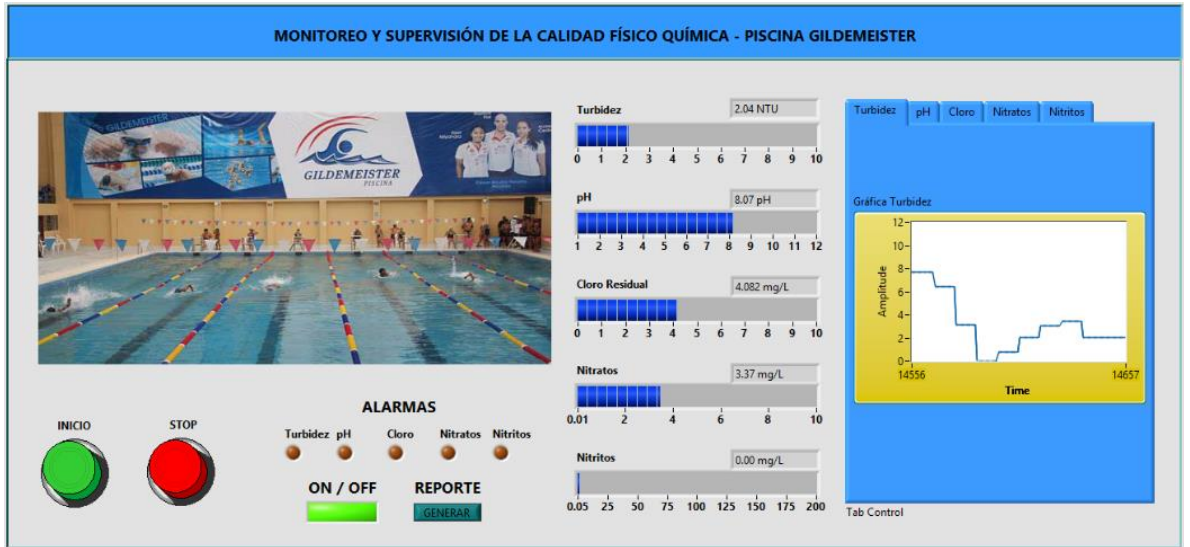 MONITOREO Y SUPERVISIÓN DE LA CALIDAD FÍSICO QUÍMICA - PISCINA GILDEMEISTER
GILDEMEISTER
GILDEMEISTER
PISCINA
INICIO
STOP
ALARMAS
Turbidez pH Cloro Nitratos Nitritos
ON / OFF
REPORTE
GENERAR
Turbidez
2.04 NTU
0 1 2 3 4 5 6 7 8 9 10
pH
8.07 pH
1 2 3 4 5 6 7 8 9 10 11 12
Cloro Residual
4.082 mg/L
0 1 2 3 4 5 6 7 8 9 10
Nitratos
3.37 mg/L
0.01 2 4 6 8 10
Nitritos
0.00 mg/L
0.05 25 50 75 100 125 150 175 200
Turbidez pH Cloro Nitratos Nitritos
Gráfica Turbidez
12
10
8
6
4
2
0
Amplitude
14556 14657
Time
Tab Control